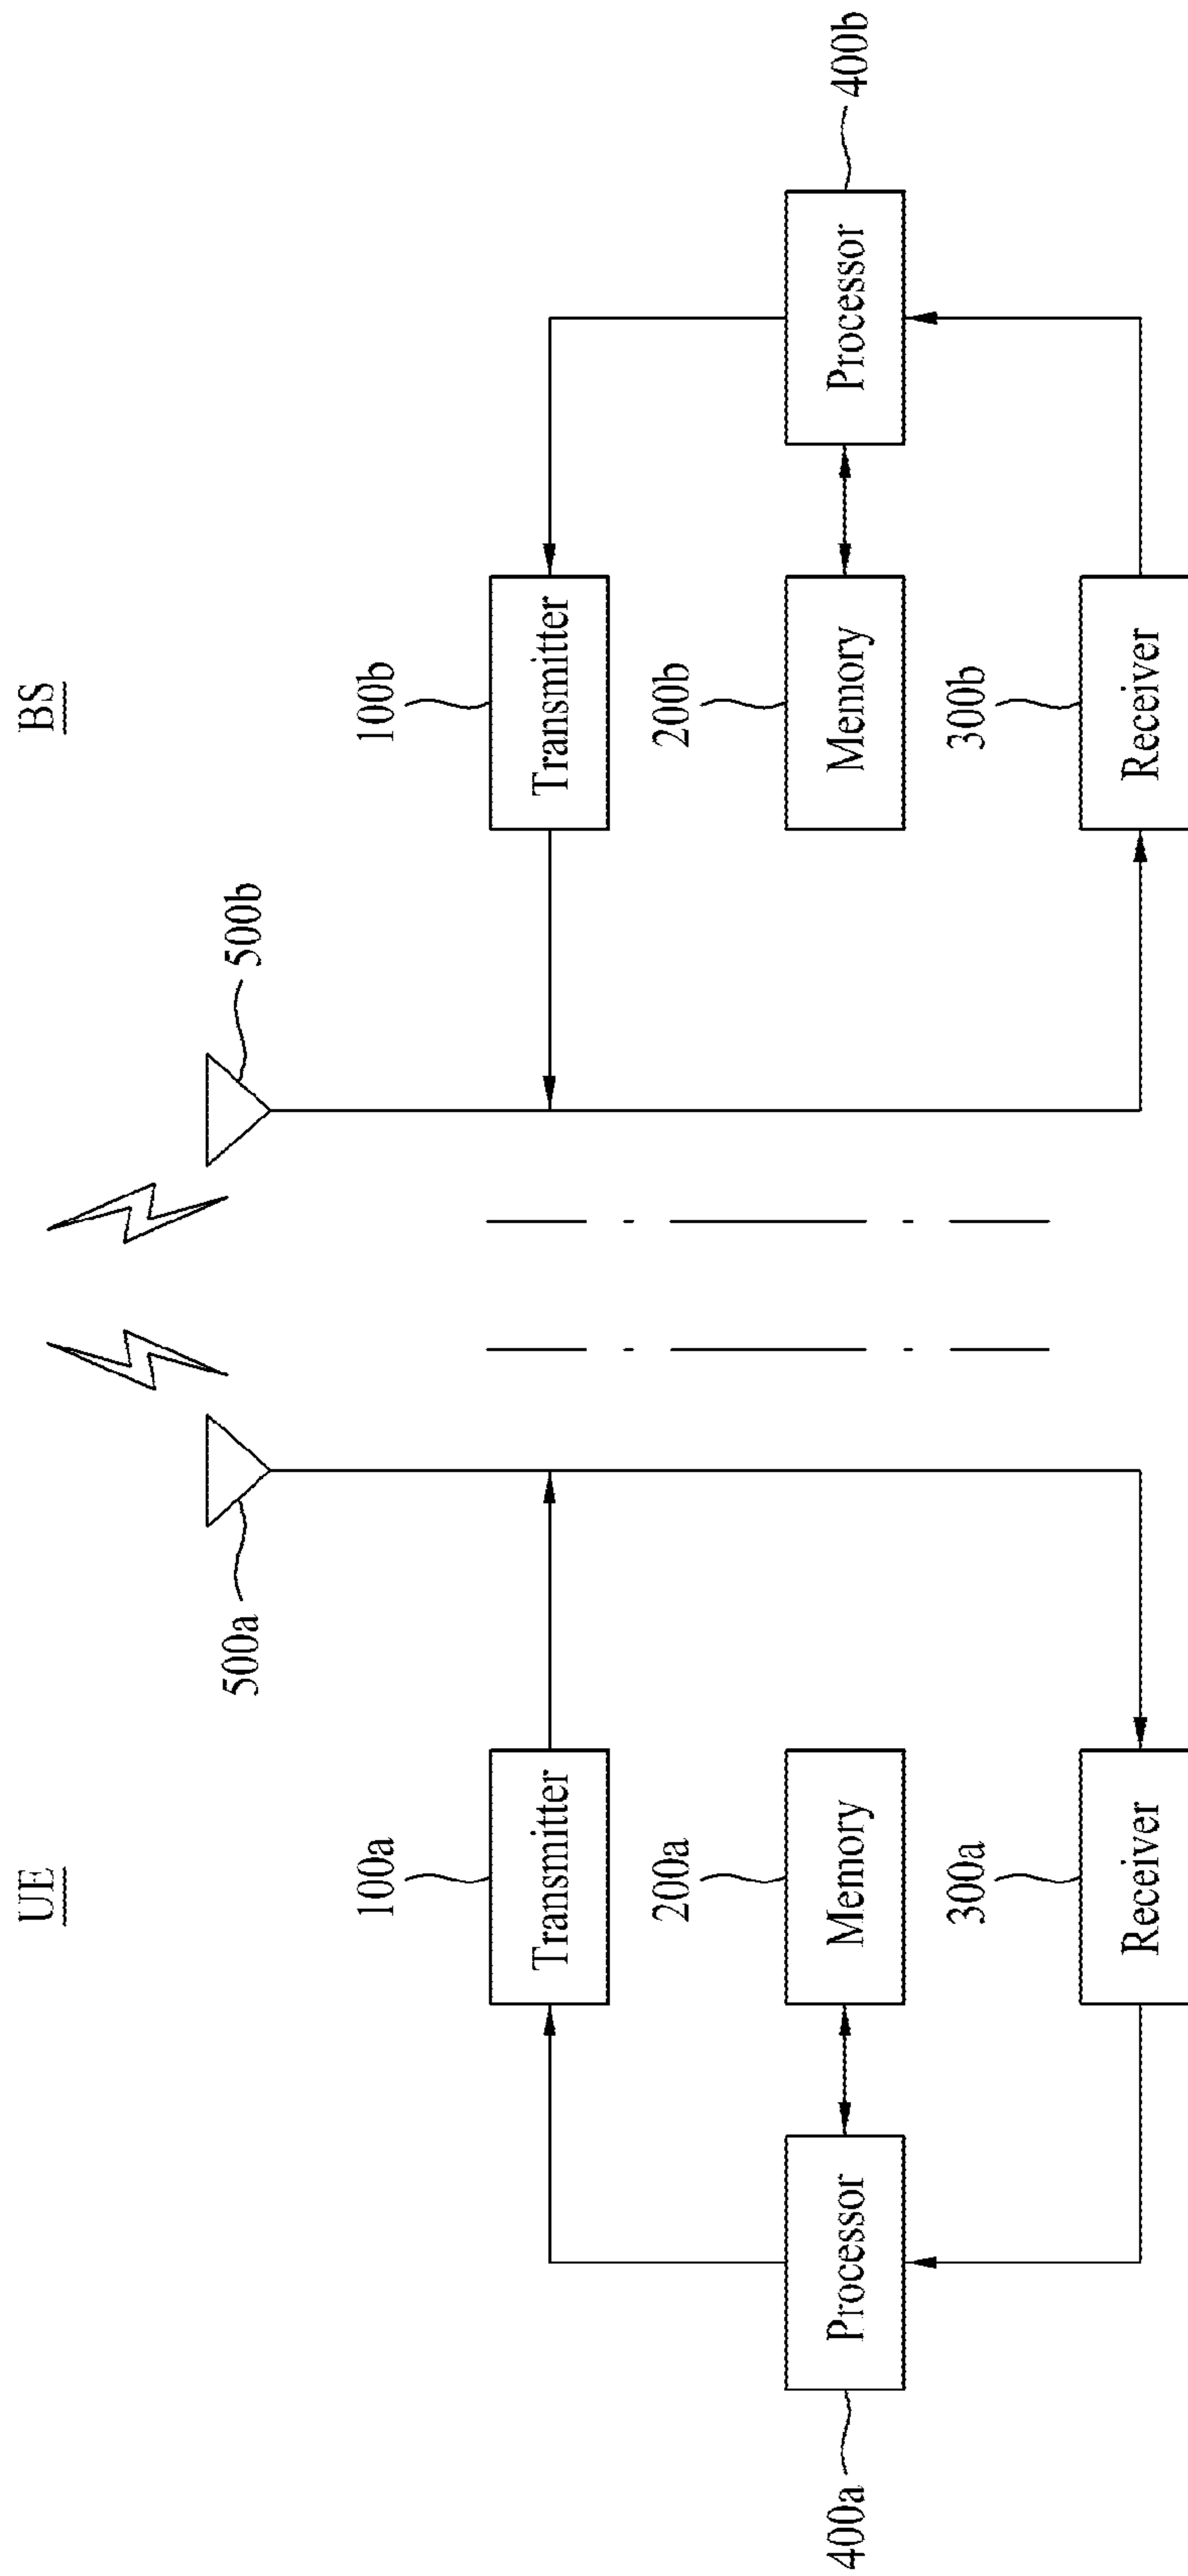 UE
BS
500a
500b
100a
Transmitter
100b
Transmitter
400a
Processor
200a
Memory
200b
Memory
Processor
400b
300a
Receiver
300b
Receiver